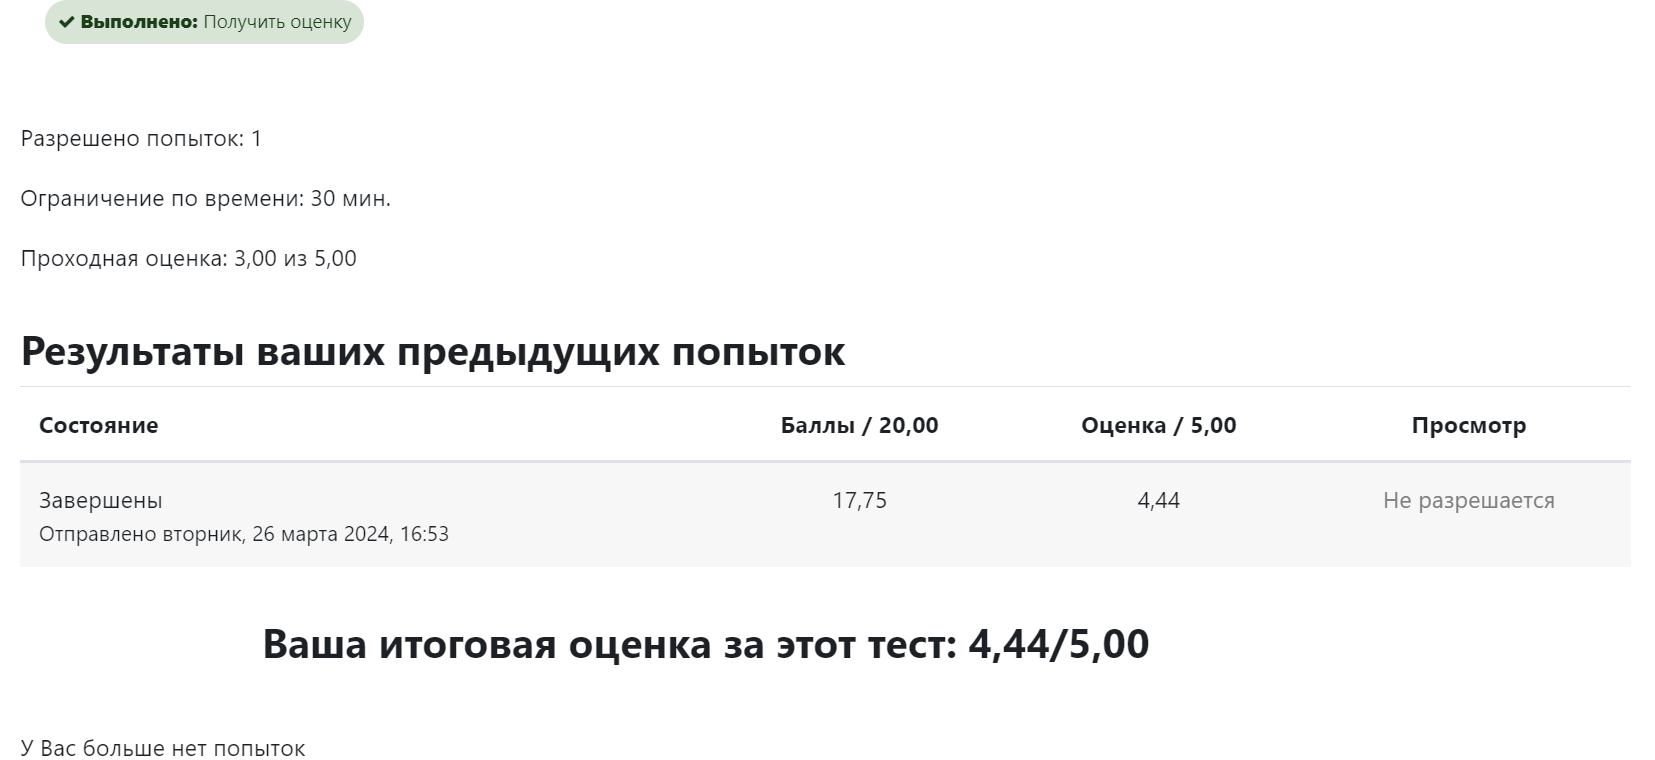 Выполнено: Получить оценку
Разрешено попыток: 1
Ограничение по времени: 30 мин.
Проходная оценка: 3,00 из 5,00
Результаты ваших предыдущих попыток
Состояние Баллы / 20,00 Оценка / 5,00 Просмотр
Завершены 17,75 4,44 Не разрешается
Отправлено вторник, 26 марта 2024, 16:53
Ваша итоговая оценка за этот тест: 4,44/5,00
У Вас больше нет попыток